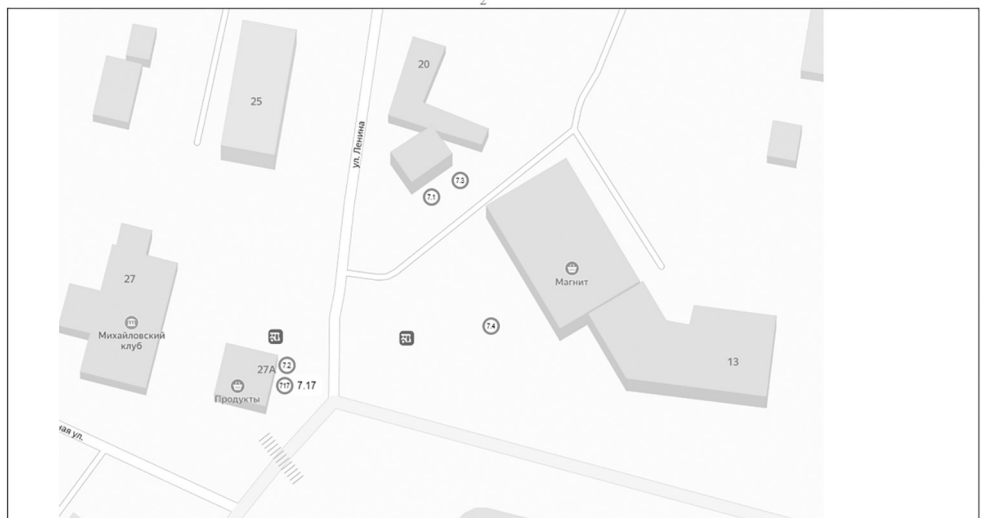 2
20
25
ул. Ленина
7.3
7.1
27
Магнит
Михайловский
клуб
7.4
13
27А
7.2
7.17 7.17
Продукты
ная ул.